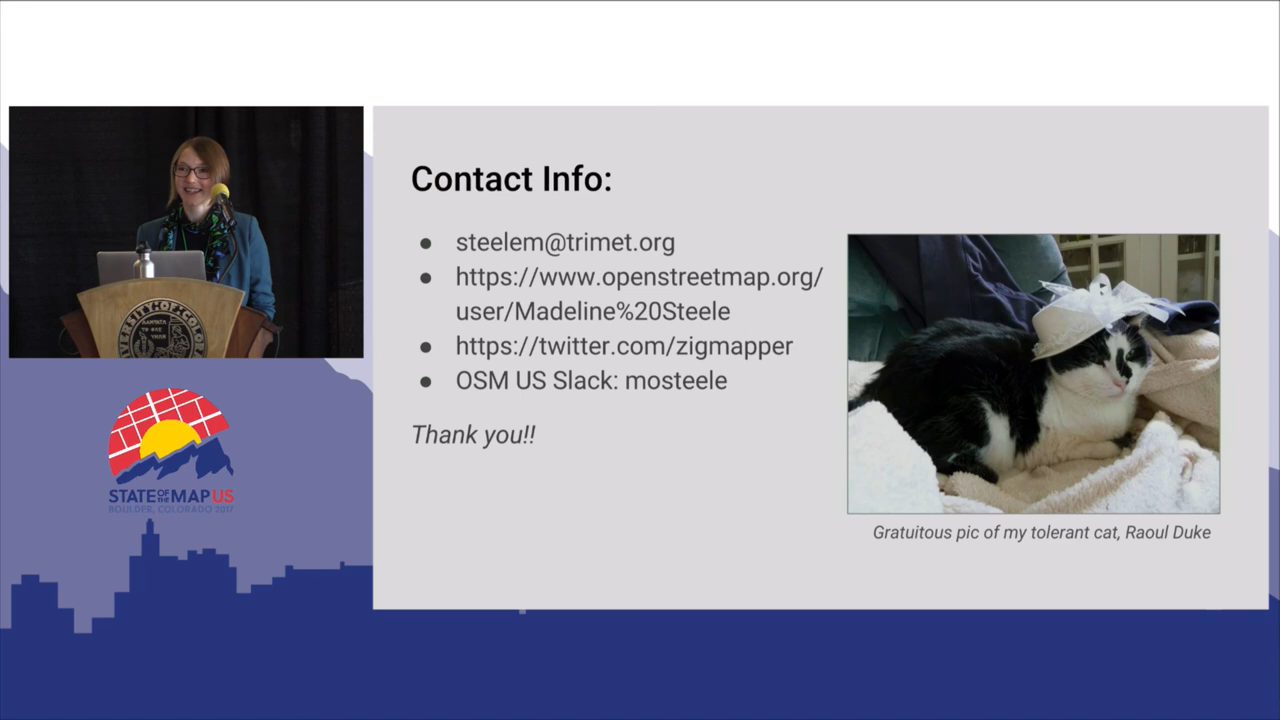 Contact Info:
● steelem@trimet.org
● https://www.openstreetmap.org/
user/Madeline%20Steele
● https://twitter.com/zigmapper
● OSM US Slack: mosteele
Thank you!!
Gratuitous pic of my tolerant cat, Raoul Duke
STATE OF THE MAP US
BOULDER, COLORADO 2017